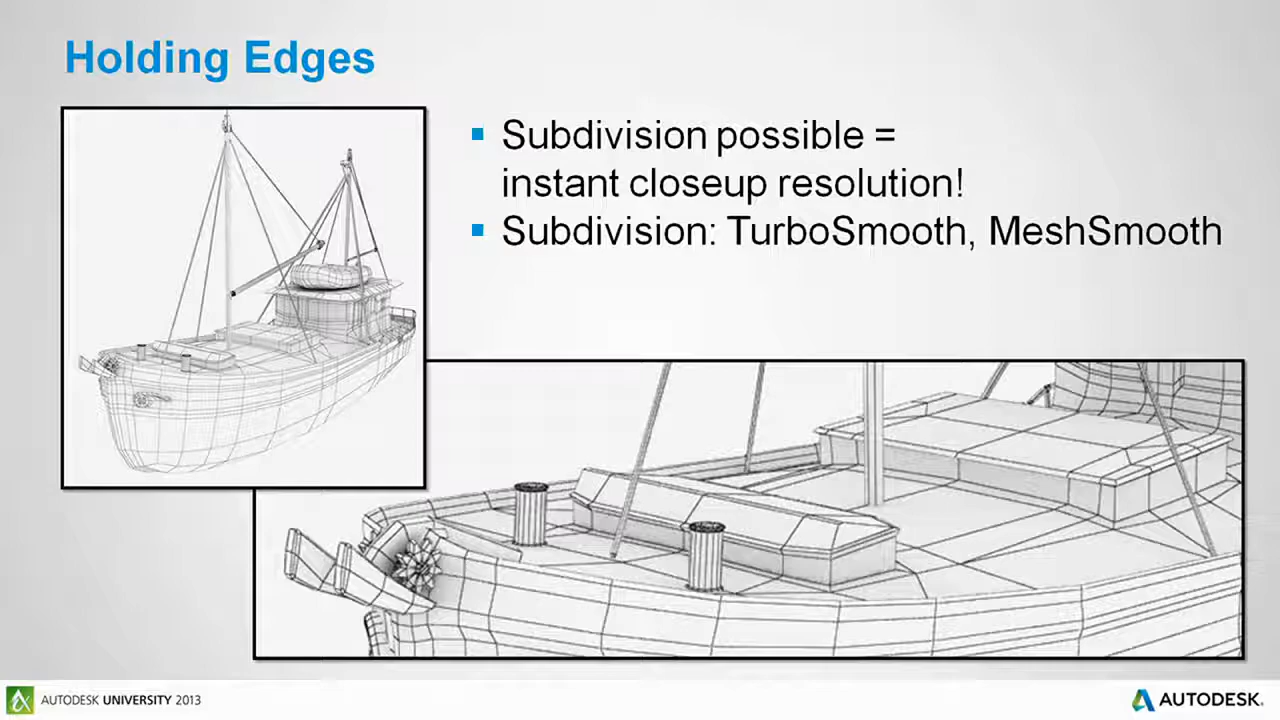 Holding Edges
▪ Subdivision possible =
instant closeup resolution!
▪ Subdivision: TurboSmooth, MeshSmooth
AUTODESK UNIVERSITY 2013
AUTODESK.